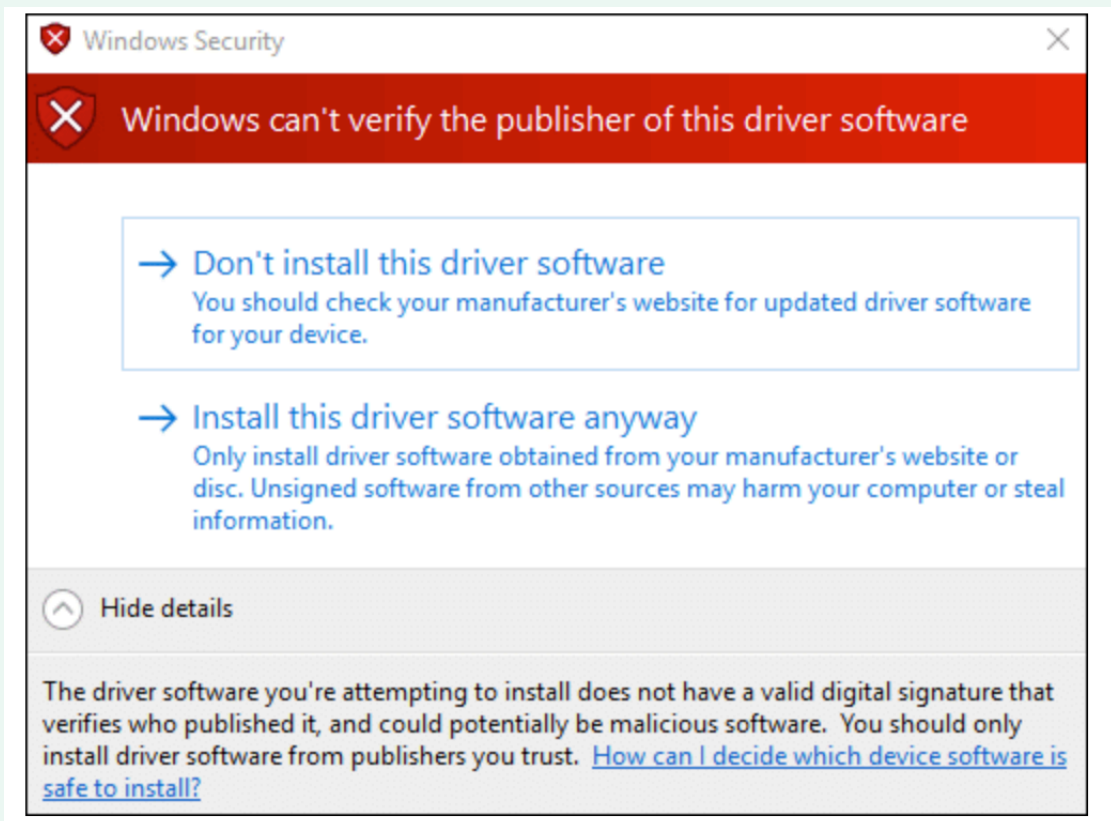 Windows Security
Windows can't verify the publisher of this driver software
Don't install this driver software
You should check your manufacturer's website for updated driver software
for your device.
Install this driver software anyway
Only install driver software obtained from your manufacturer's website or
disc. Unsigned software from other sources may harm your computer or steal
information.
Hide details
The driver software you're attempting to install does not have a valid digital signature that
verifies who published it, and could potentially be malicious software.  You should only
install driver software from publishers you trust.  How can I decide which device software is
safe to install?